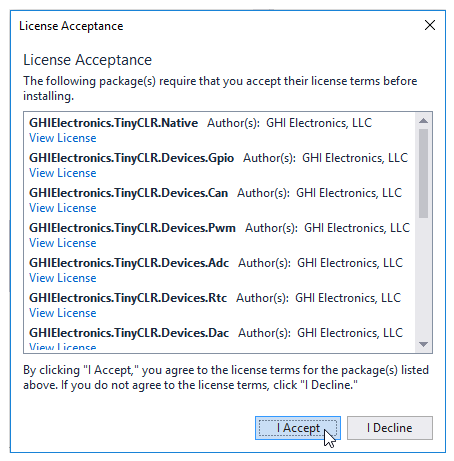 License Acceptance
License Acceptance
The following package(s) require that you accept their license terms before
installing.
GHIElectronics.TinyCLR.Native Author(s): GHI Electronics, LLC
View License
GHIElectronics.TinyCLR.Devices.Gpio Author(s): GHI Electronics, LLC
View License
GHIElectronics.TinyCLR.Devices.Can Author(s): GHI Electronics, LLC
View License
GHIElectronics.TinyCLR.Devices.Pwm Author(s): GHI Electronics, LLC
View License
GHIElectronics.TinyCLR.Devices.Adc Author(s): GHI Electronics, LLC
View License
GHIElectronics.TinyCLR.Devices.Rtc Author(s): GHI Electronics, LLC
View License
GHIElectronics.TinyCLR.Devices.Dac Author(s): GHI Electronics, LLC
View License
By clicking "I Accept," you agree to the license terms for the package(s) listed
above. If you do not agree to the license terms, click "I Decline."
I Accept I Decline